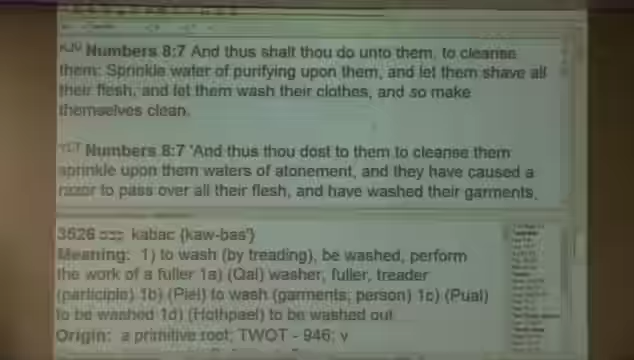 KJV Numbers 8:7 And thus shalt thou do unto them, to cleanse
them: Sprinkle water of purifying upon them, and let them shave all
their flesh, and let them wash their clothes, and so make
themselves clean.
YLT Numbers 8:7 'And thus thou dost to them to cleanse them
sprinkle upon them waters of atonement, and they have caused a
razor to pass over all their flesh, and have washed their garments,
3526 כבס kabac {kaw-bas'}
Meaning: 1) to wash (by treading), be washed, perform
the work of a fuller 1a) (Qal) washer, fuller, treader
(participle) 1b) (Piel) to wash (garments, person) 1c) (Pual)
to be washed 1d) (Hothpael) to be washed out
Origin: a primitive root; TWOT - 946; v